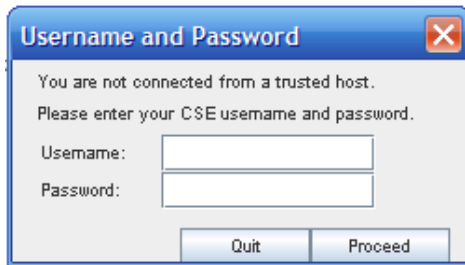 Username and Password
You are not connected from a trusted host.
Please enter your CSE username and password.
Username:
Password:
Quit Proceed